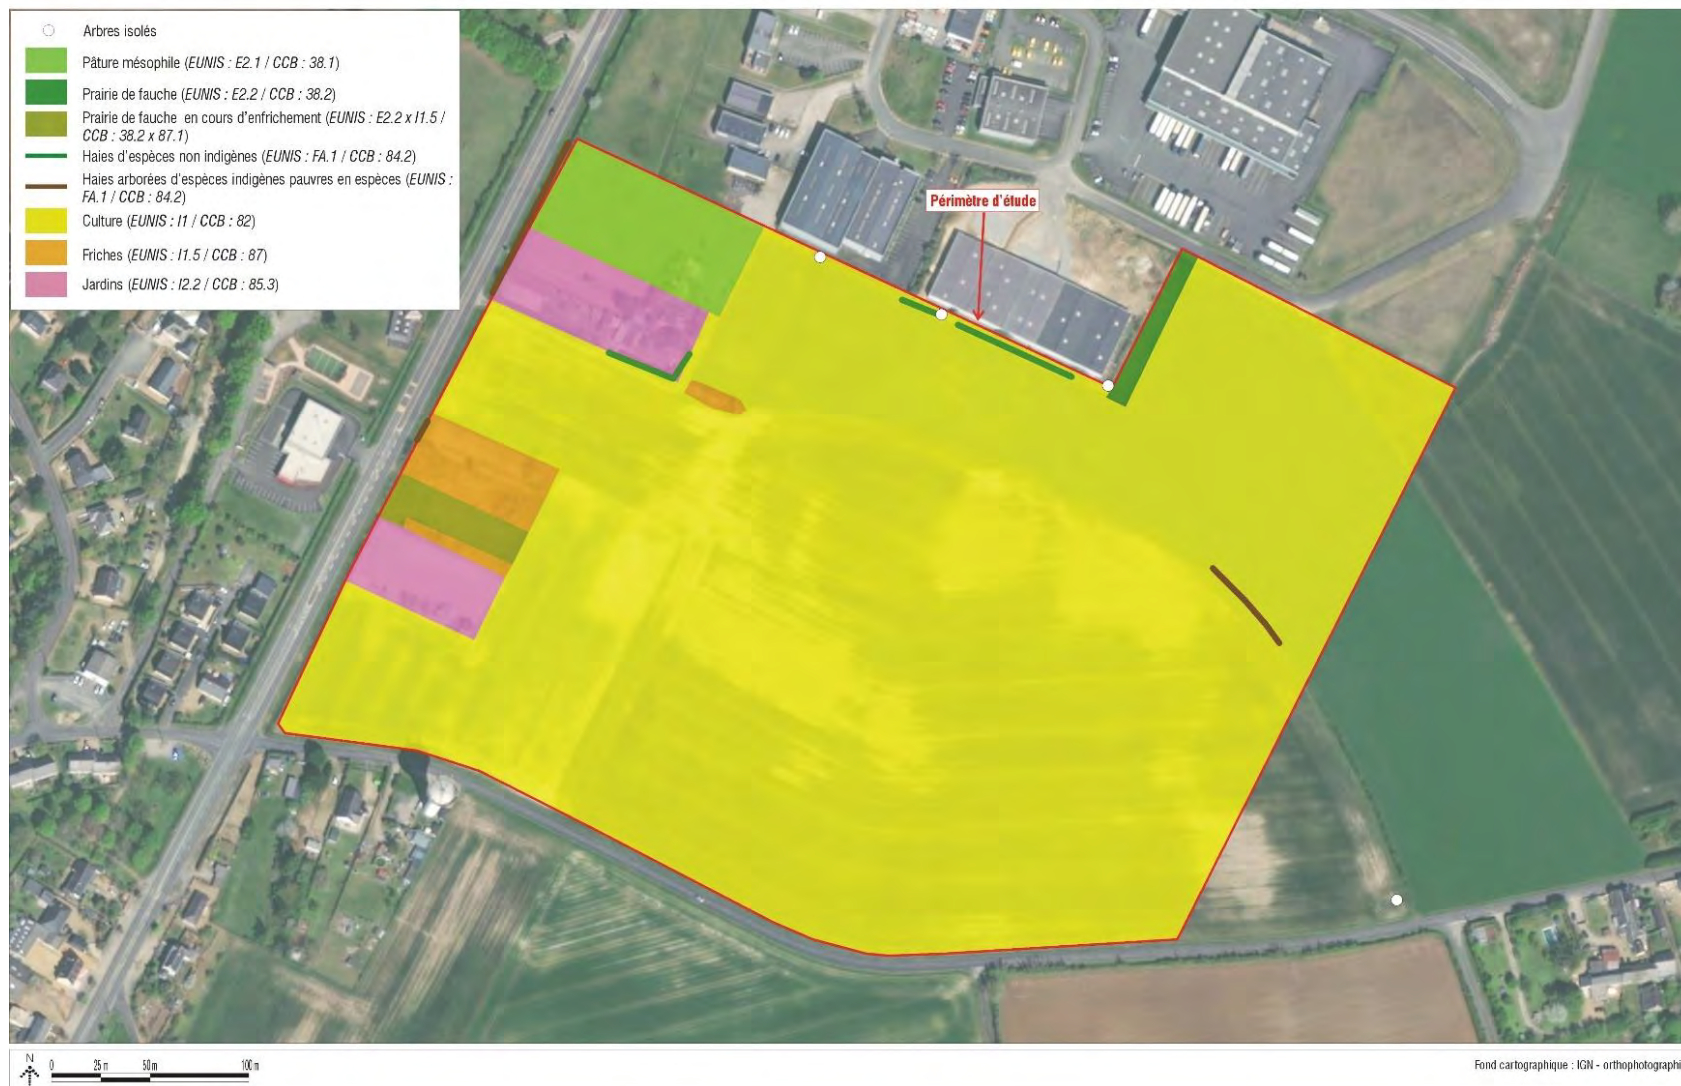 Arbres isolés
Pâture mésophile (EUNIS : E2.1 / CCB : 38.1)
Prairie de fauche (EUNIS : E2.2 / CCB : 38.2)
Prairie de fauche en cours d'enfrichement (EUNIS : E2.2 x I1.5 /
CCB : 38.2 x 87.1)
Haies d'espèces non indigènes (EUNIS : FA.1 / CCB : 84.2)
Haies arborées d'espèces indigènes pauvres en espèces (EUNIS :
FA.1 / CCB : 84.2)
Culture (EUNIS : I1 / CCB : 82)
Friches (EUNIS : I1.5 / CCB : 87)
Jardins (EUNIS : I2.2 / CCB : 85.3)
Périmètre d'étude
N
0 25 m 50 m 100 m
Fond cartographique : IGN - orthophotographi